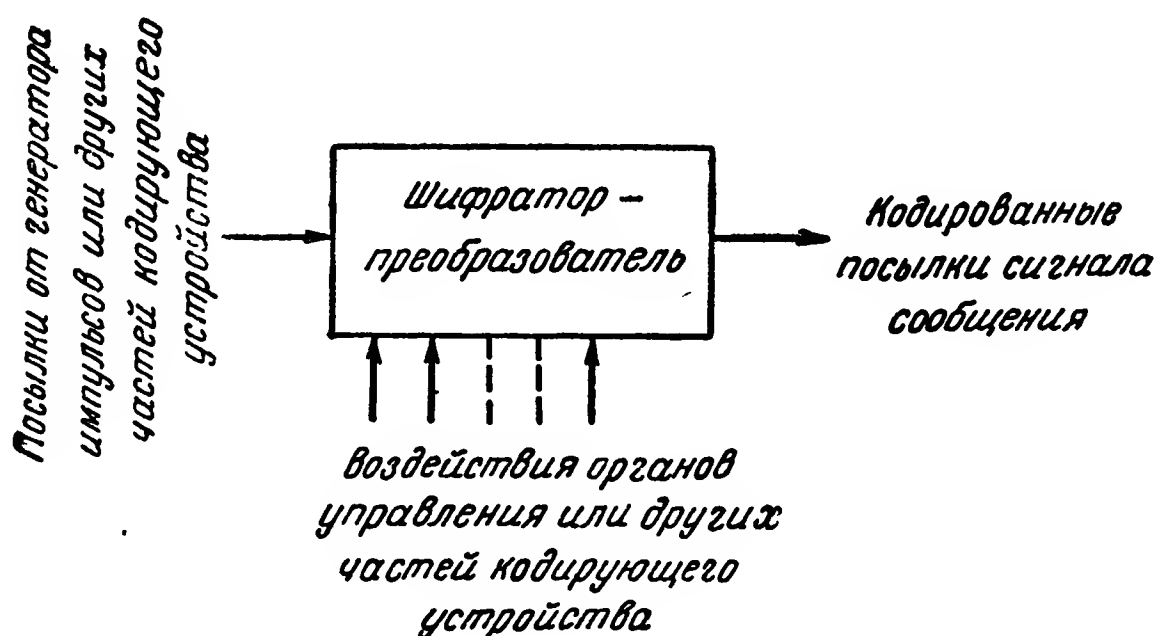 Посылки от генератора
импульсов или других
частей кодирующего
устройства
Шифратор –
преобразователь
Кодированные
посылки сигнала
сообщения
Воздействия органов
управления или других
частей кодирующего
устройства